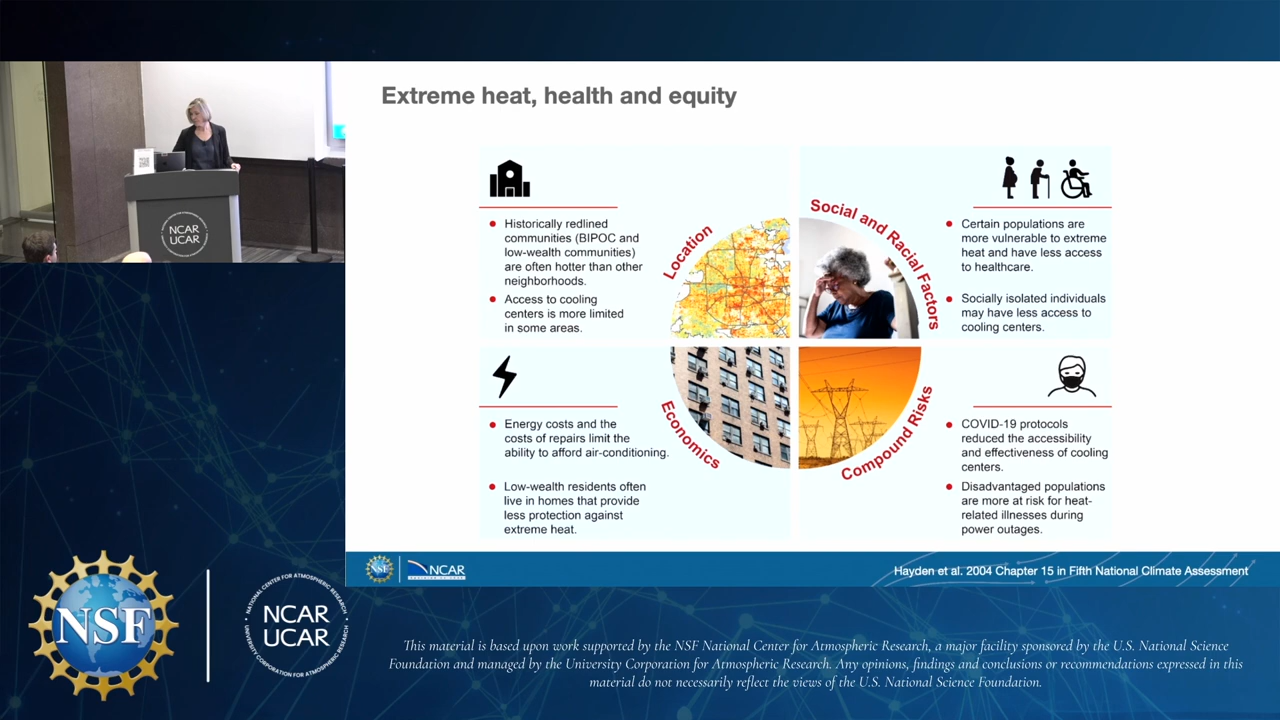 Extreme heat, health and equity
Historically redlined
communities (BIPOC and
low-wealth communities)
are often hotter than other
neighborhoods.
Access to cooling
centers is more limited
in some areas.
Location
Social and Racial Factors
Certain populations are
more vulnerable to extreme
heat and have less access
to healthcare.
Socially isolated individuals
may have less access to
cooling centers.
Energy costs and the
costs of repairs limit the
ability to afford air-conditioning.
Low-wealth residents often
live in homes that provide
less protection against
extreme heat.
Economics
Compound Risks
COVID-19 protocols
reduced the accessibility
and effectiveness of cooling
centers.
Disadvantaged populations
are more at risk for heat-
related illnesses during
power outages.
NCAR
UCAR
NSF
NCAR
Hayden et al. 2004 Chapter 15 in Fifth National Climate Assessment
NSF
NATIONAL CENTER FOR ATMOSPHERIC RESEARCH
NCAR
UCAR
UNIVERSITY CORPORATION FOR ATMOSPHERIC RESEARCH
This material is based upon work supported by the NSF National Center for Atmospheric Research, a major facility sponsored by the U.S. National Science
Foundation and managed by the University Corporation for Atmospheric Research. Any opinions, findings and conclusions or recommendations expressed in this
material do not necessarily reflect the views of the U.S. National Science Foundation.